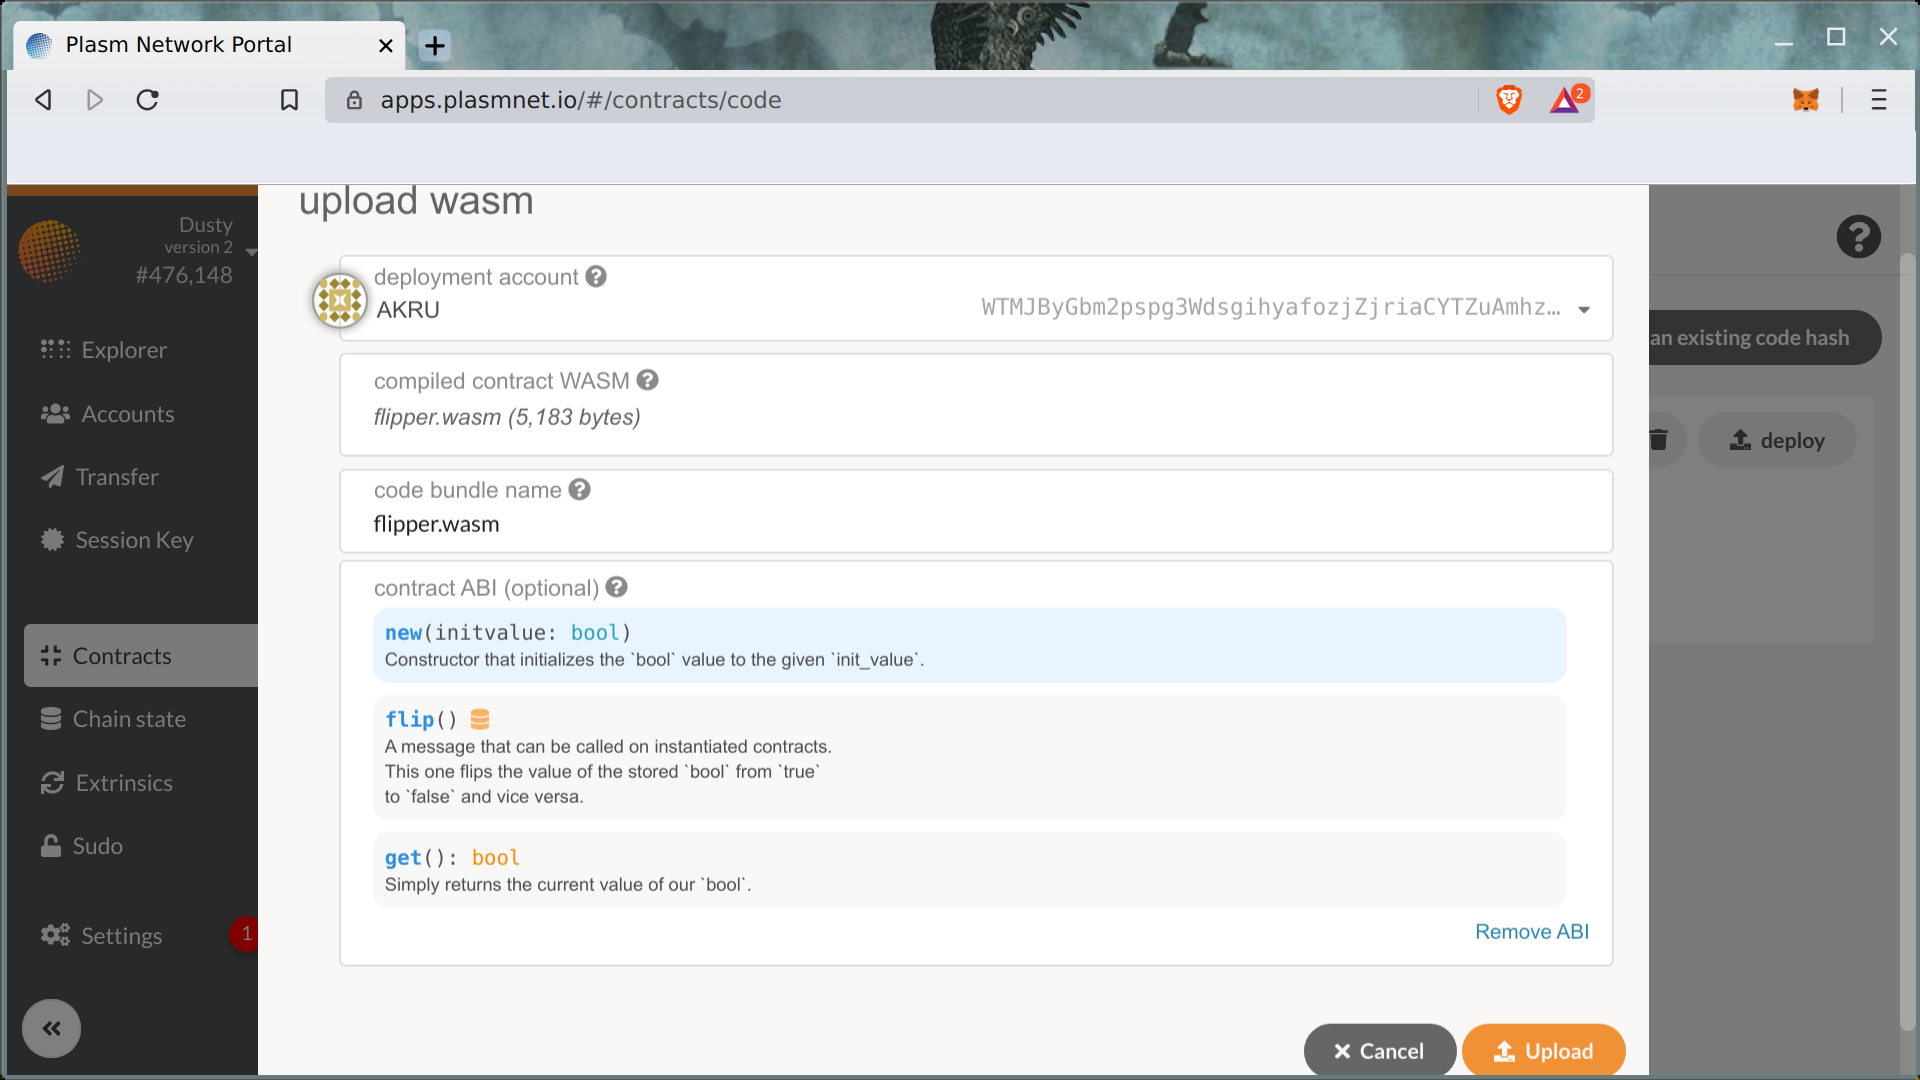 Plasm Network Portal
apps.plasmnet.io/#/contracts/code
2
Dusty
version 2
#476,148
Explorer
Accounts
Transfer
Session Key
Contracts
Chain state
Extrinsics
Sudo
Settings
1
upload wasm
deployment account
AKRU
WTMJByGbm2pspg3WdsgihyafozjZjriaCYTZuAmhz…
compiled contract WASM
flipper.wasm (5,183 bytes)
code bundle name
flipper.wasm
contract ABI (optional)
new(initvalue: bool)
Constructor that initializes the `bool` value to the given `init_value`.
flip()
A message that can be called on instantiated contracts.
This one flips the value of the stored `bool` from `true`
to `false` and vice versa.
get(): bool
Simply returns the current value of our `bool`.
Remove ABI
Cancel
Upload
an existing code hash
deploy